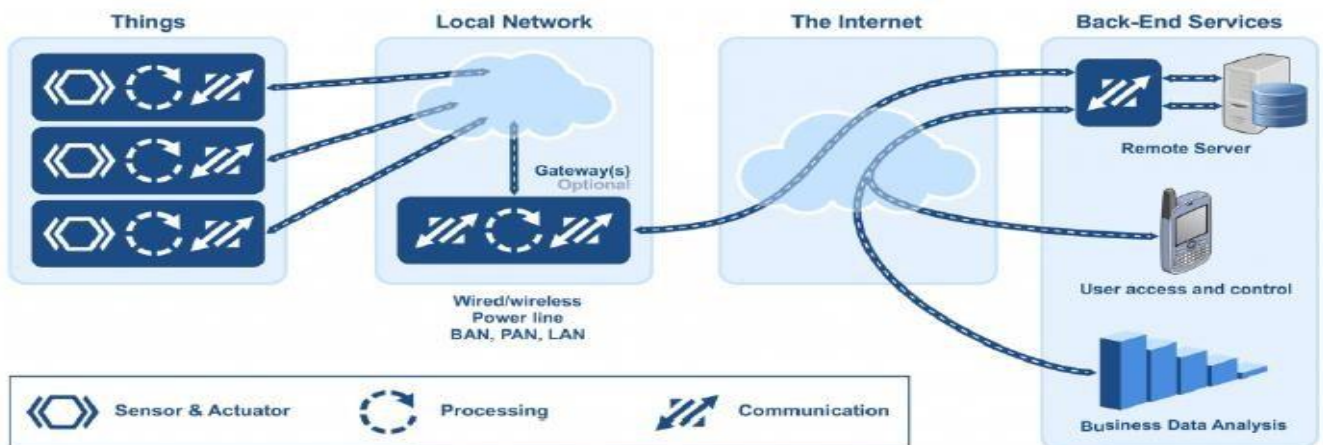 Things
Local Network
The Internet
Back-End Services
Gateway(s)
Optional
Wired/wireless
Power line
BAN, PAN, LAN
Remote Server
User access and control
Business Data Analysis
Sensor & Actuator
Processing
Communication